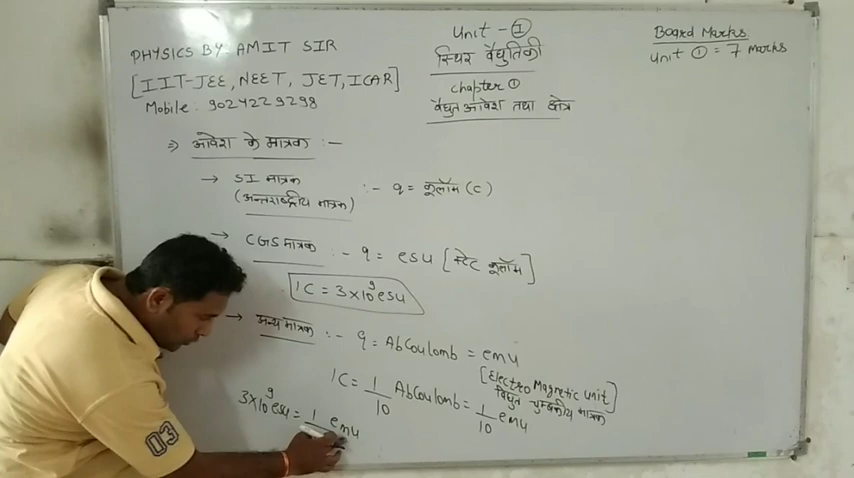 Unit - ①
स्थिर वैद्युतिकी
Chapter ①
वैद्युत आवेश तथा क्षेत्र
Board Marks.
Unit ① = 7 Marks
PHYSICS BY: AMIT SIR
[IIT-JEE, NEET, JET, ICAR]
Mobile: 9024229298
⇒ आवेश के मात्रक :-
→ SI मात्रक :- q = कूलॉम (C)
(अन्तराष्ट्रीय मात्रक)
→ CGS मात्रक :- q = esu [स्टेट कूलॉम]
1C = 3×10⁹ esu
→ अन्य मात्रक :- q = AbCoulomb = emu
[Electro Magnetic Unit]
विद्युत चुम्बकीय मात्रक
1C = 1/10 AbCoulomb = 1/10 emu
3×10⁹ esu = 1/ emu
03